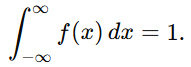 ∫_{-∞}^{∞} f(x) dx = 1.